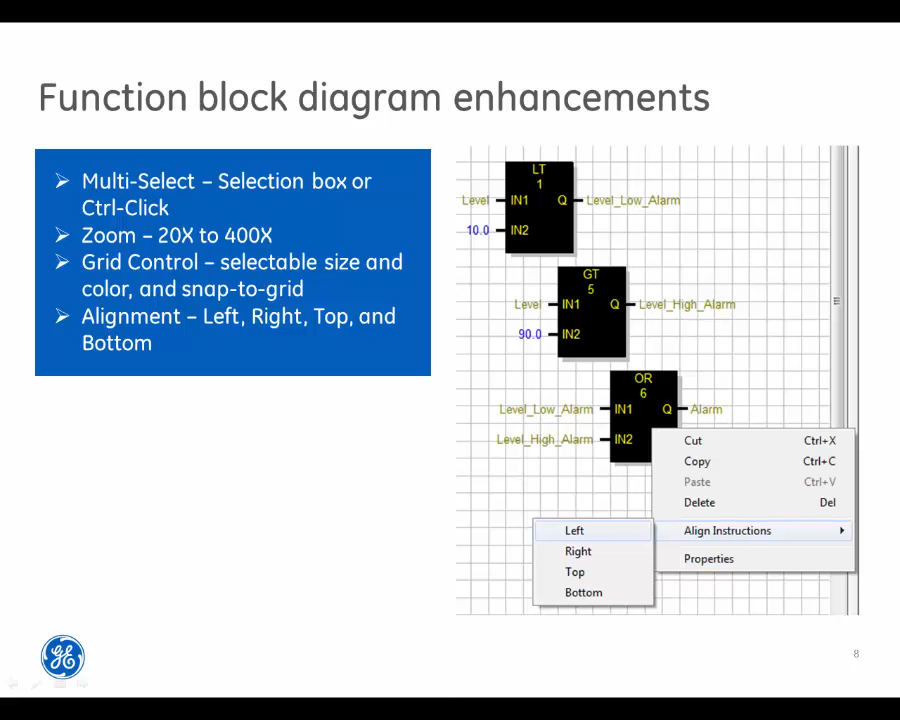 Function block diagram enhancements
Multi-Select – Selection box or
Ctrl-Click
Zoom – 20X to 400X
Grid Control – selectable size and
color, and snap-to-grid
Alignment – Left, Right, Top, and
Bottom
LT
1
Level IN1 Q Level_Low_Alarm
10.0 IN2
GT
5
Level IN1 Q Level_High_Alarm
90.0 IN2
OR
6
Level_Low_Alarm IN1 Q Alarm
Level_High_Alarm IN2
Cut Ctrl+X
Copy Ctrl+C
Paste Ctrl+V
Delete Del
Align Instructions
Properties
Left
Right
Top
Bottom
GE
8